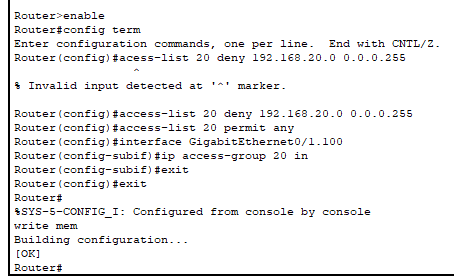 Router>enable
Router#config term
Enter configuration commands, one per line.  End with CNTL/Z.
Router(config)#acess-list 20 deny 192.168.20.0 0.0.0.255
^
% Invalid input detected at '^' marker.
Router(config)#access-list 20 deny 192.168.20.0 0.0.0.255
Router(config)#access-list 20 permit any
Router(config)#interface GigabitEthernet0/1.100
Router(config-subif)#ip access-group 20 in
Router(config-subif)#exit
Router(config)#exit
Router#
%SYS-5-CONFIG_I: Configured from console by console
write mem
Building configuration...
[OK]
Router#